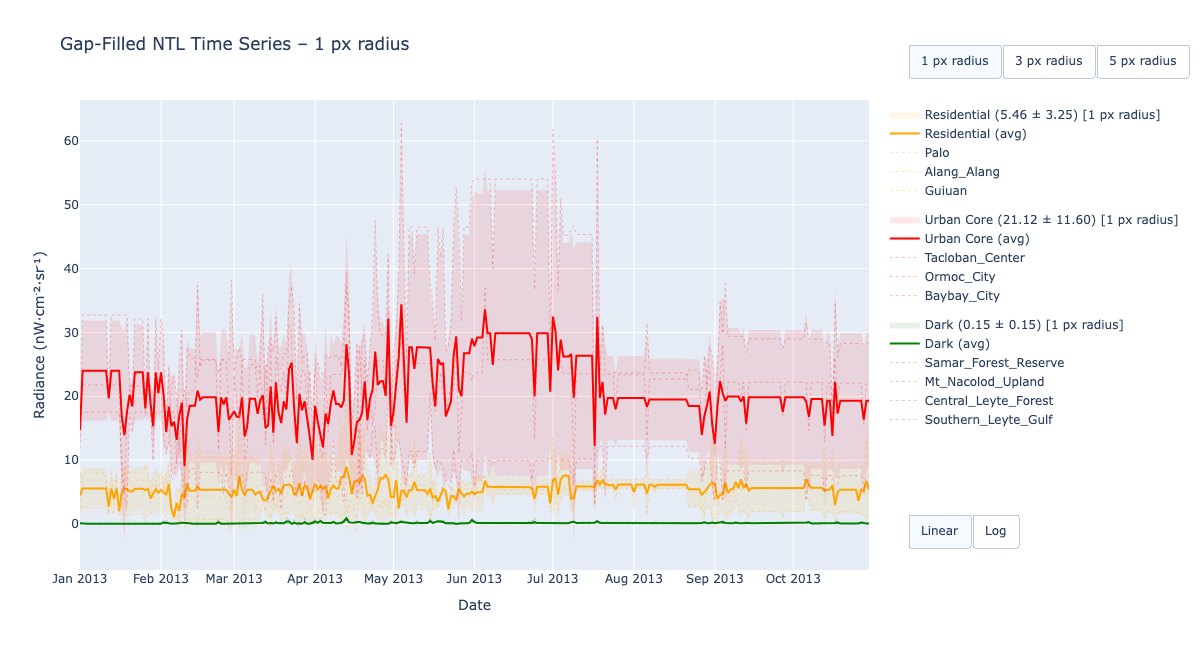 Gap-Filled NTL Time Series – 1 px radius
1 px radius
3 px radius
5 px radius
Residential (5.46 ± 3.25) [1 px radius]
Residential (avg)
Palo
Alang_Alang
Guiuan
Urban Core (21.12 ± 11.60) [1 px radius]
Urban Core (avg)
Tacloban_Center
Ormoc_City
Baybay_City
Dark (0.15 ± 0.15) [1 px radius]
Dark (avg)
Samar_Forest_Reserve
Mt_Nacolod_Upland
Central_Leyte_Forest
Southern_Leyte_Gulf
Linear
Log
Radiance (nW·cm⁻²·sr⁻¹)
60
50
40
30
20
10
0
Jan 2013
Feb 2013
Mar 2013
Apr 2013
May 2013
Jun 2013
Jul 2013
Aug 2013
Sep 2013
Oct 2013
Date